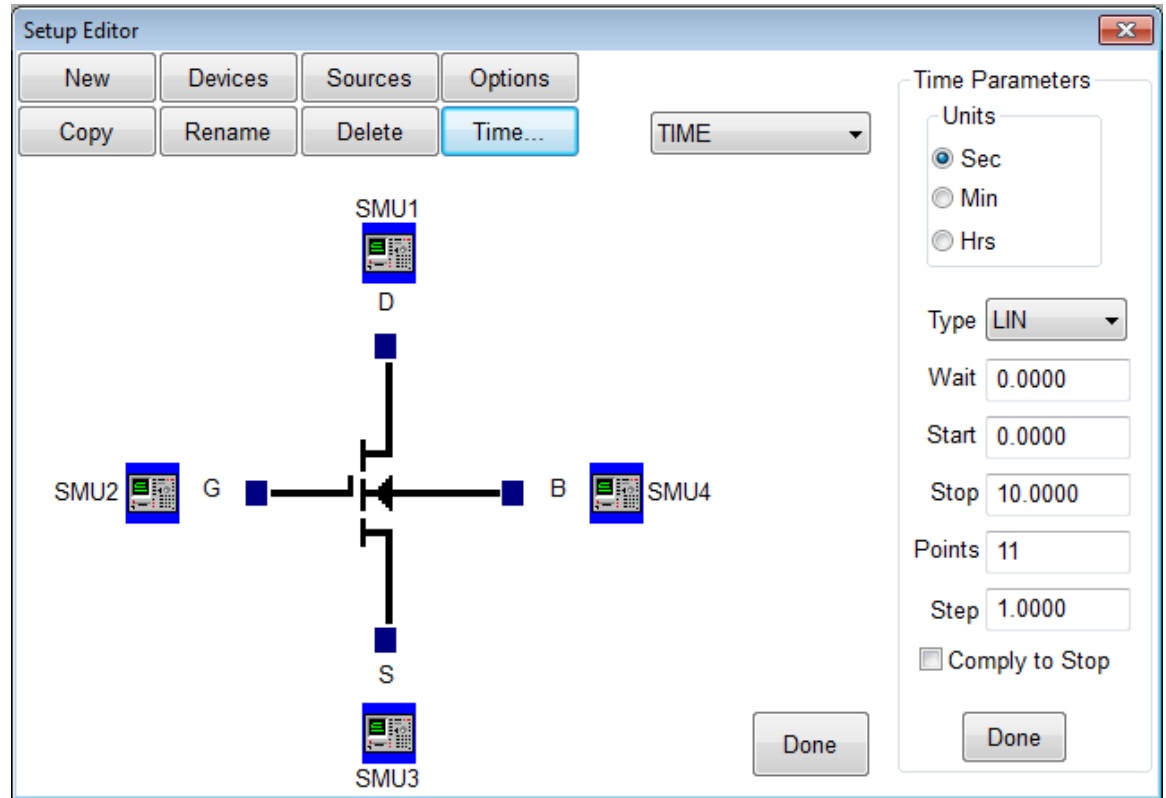 Setup Editor
New Devices Sources Options
Copy Rename Delete Time...
TIME
SMU1
D
SMU2 G B SMU4
S
SMU3
Done
Time Parameters
Units
Sec
Min
Hrs
Type LIN
Wait 0.0000
Start 0.0000
Stop 10.0000
Points 11
Step 1.0000
Comply to Stop
Done